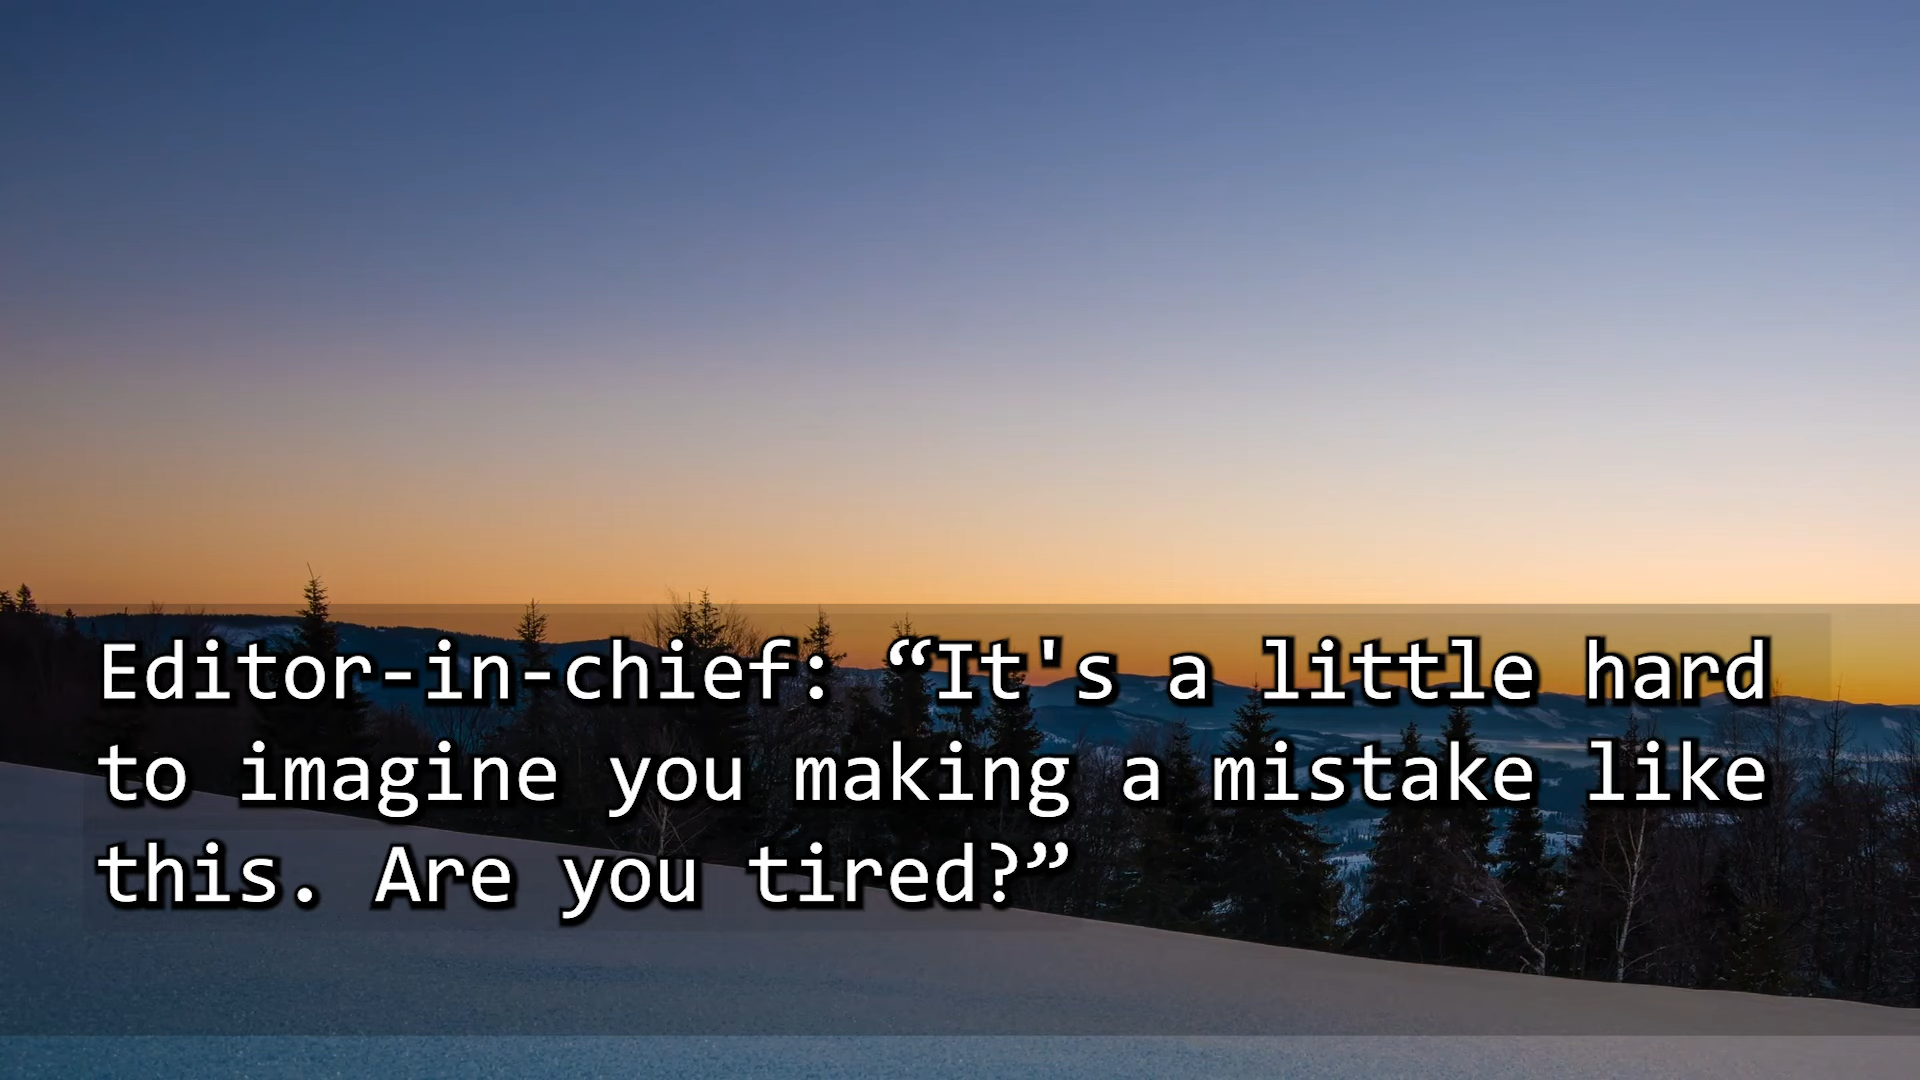 Editor-in-chief: “It's a little hard
to imagine you making a mistake like
this. Are you tired?”